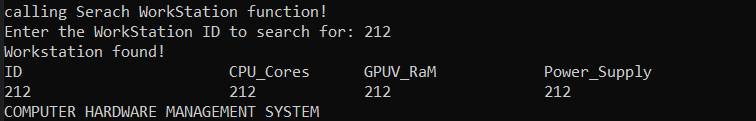 calling Serach WorkStation function!
Enter the WorkStation ID to search for: 212
Workstation found!
ID CPU_Cores GPUV_RaM Power_Supply
212 212 212 212
COMPUTER HARDWARE MANAGEMENT SYSTEM